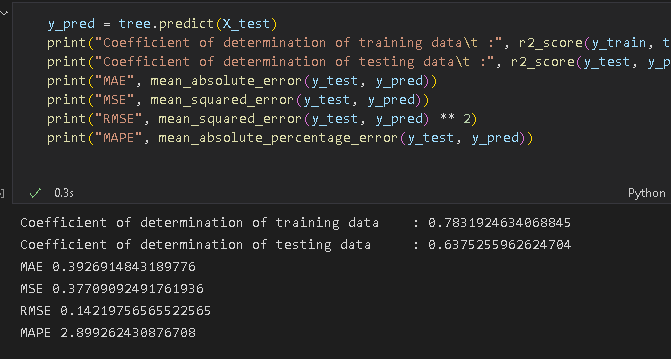 y_pred = tree.predict(X_test)
print("Coefficient of determination of training data\t :", r2_score(y_train, t
print("Coefficient of determination of testing data\t :", r2_score(y_test, y_p
print("MAE", mean_absolute_error(y_test, y_pred))
print("MSE", mean_squared_error(y_test, y_pred))
print("RMSE", mean_squared_error(y_test, y_pred) ** 2)
print("MAPE", mean_absolute_percentage_error(y_test, y_pred))
] 0.3s Python
Coefficient of determination of training data : 0.7831924634068845
Coefficient of determination of testing data : 0.6375255962624704
MAE 0.3926914843189776
MSE 0.37709092491761936
RMSE 0.14219756565522565
MAPE 2.899262430876708